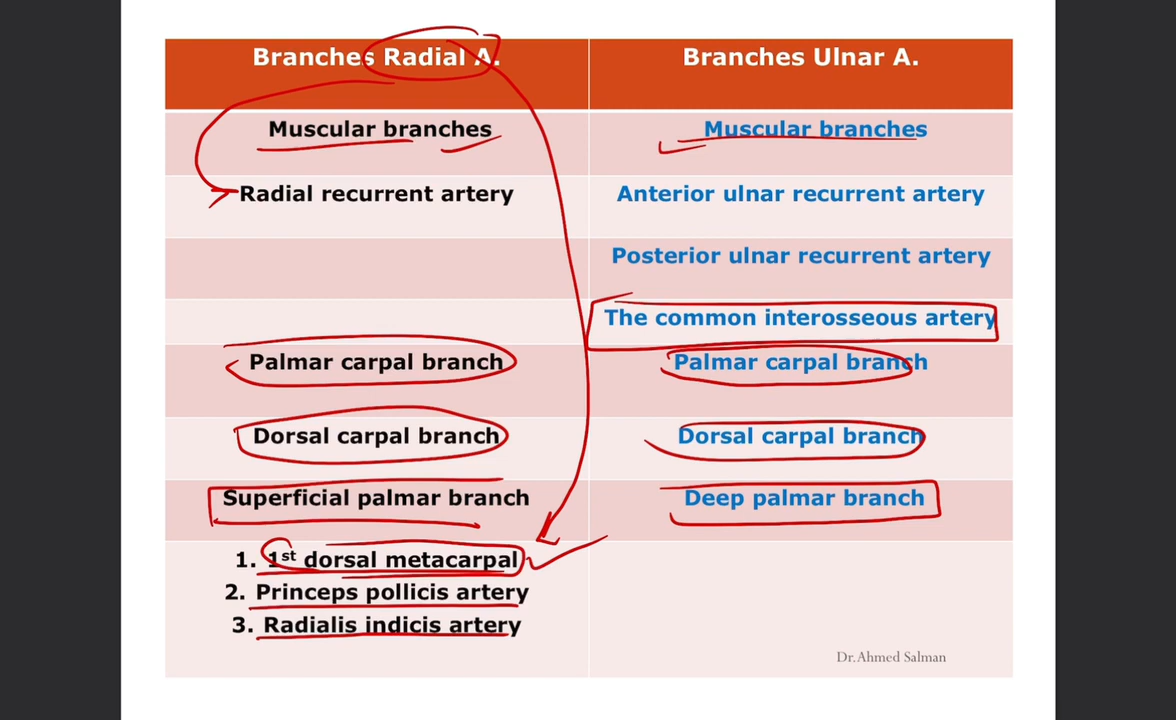 Branches Radial A.
Branches Ulnar A.
Muscular branches
Muscular branches
Radial recurrent artery
Anterior ulnar recurrent artery
Posterior ulnar recurrent artery
The common interosseous artery
Palmar carpal branch
Palmar carpal branch
Dorsal carpal branch
Dorsal carpal branch
Superficial palmar branch
Deep palmar branch
1. 1st dorsal metacarpal
2. Princeps pollicis artery
3. Radialis indicis artery
Dr.Ahmed Salman